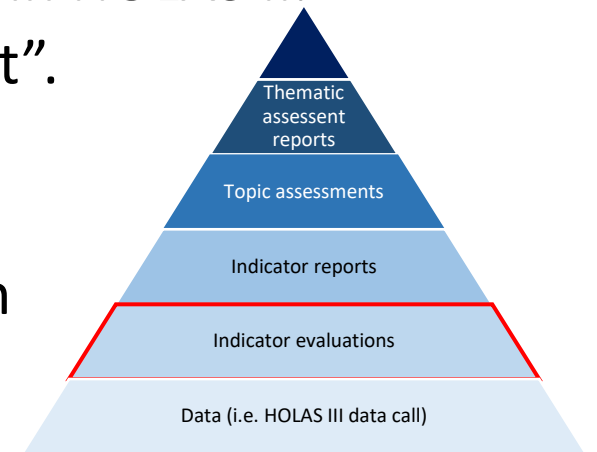 t”.
Thematic
assessent
reports
Topic assessments
Indicator reports
n
Indicator evaluations
Data (i.e. HOLAS III data call)